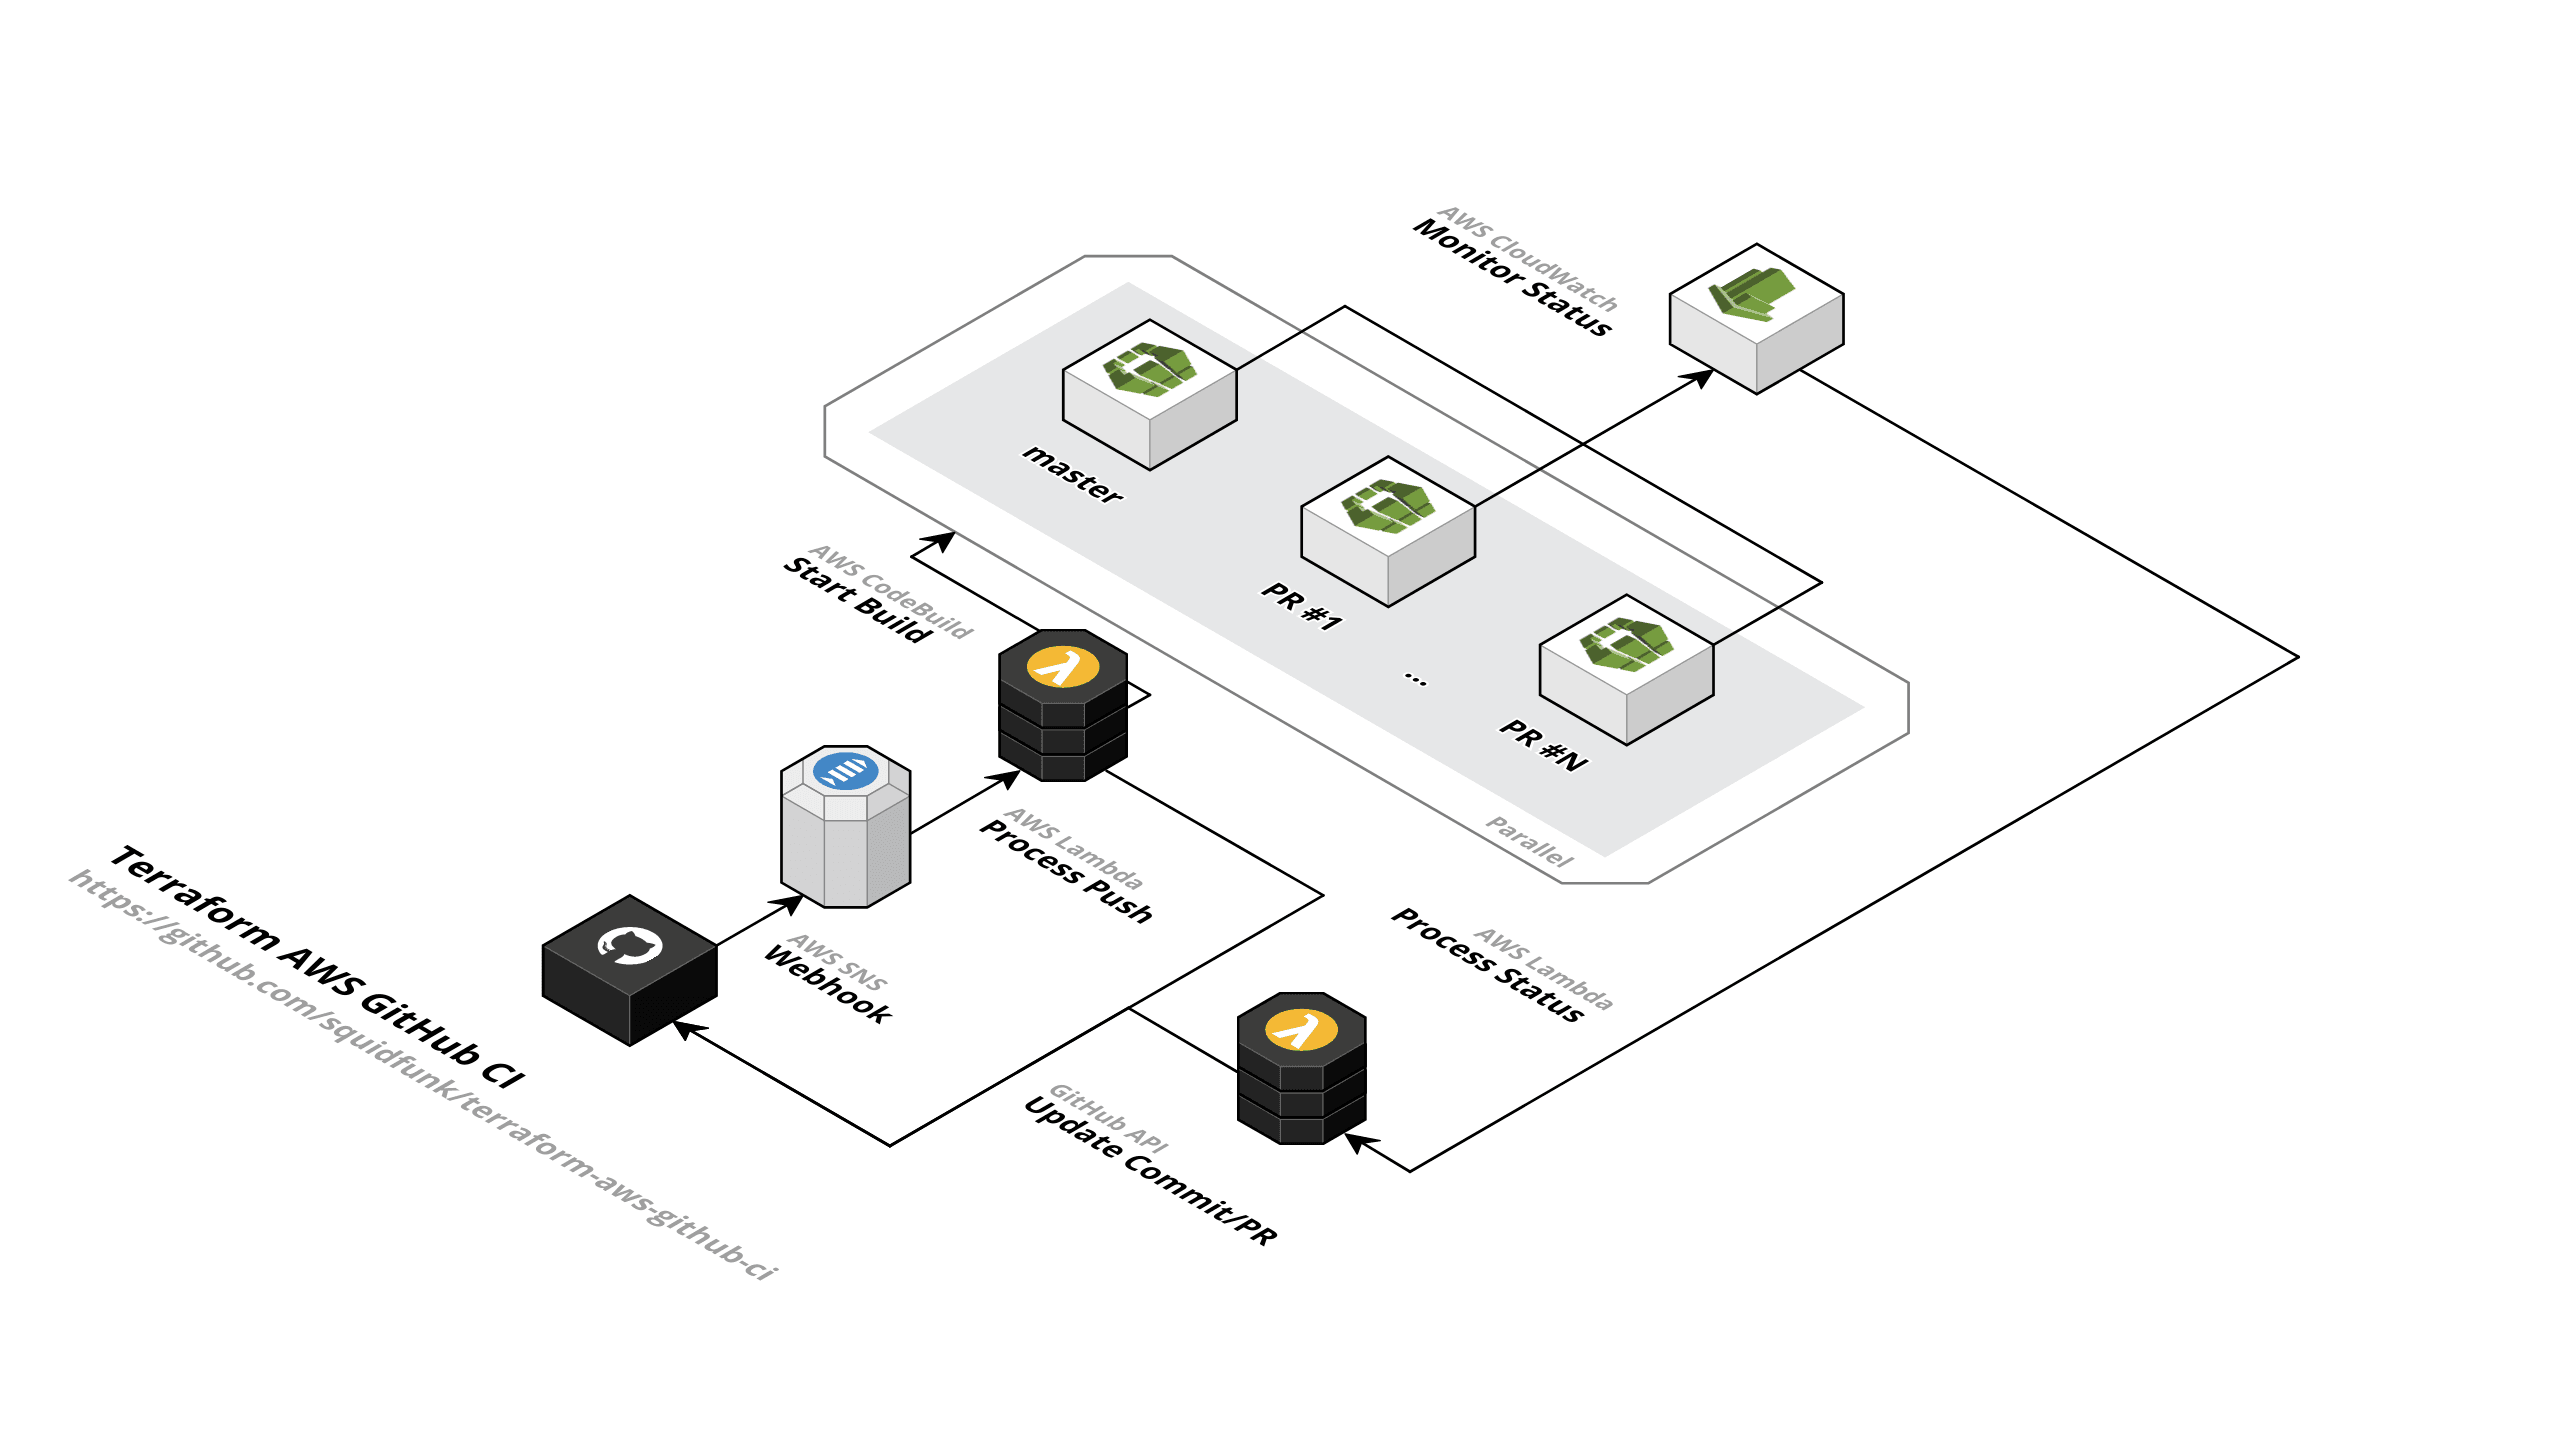 AWS CloudWatch
Monitor Status
master
PR #1
...
PR #N
Parallel
AWS CodeBuild
Start Build
AWS Lambda
Process Push
AWS SNS
Webhook
AWS Lambda
Process Status
GitHub API
Update Commit/PR
Terraform AWS GitHub CI
https://github.com/squidfunk/terraform-aws-github-ci